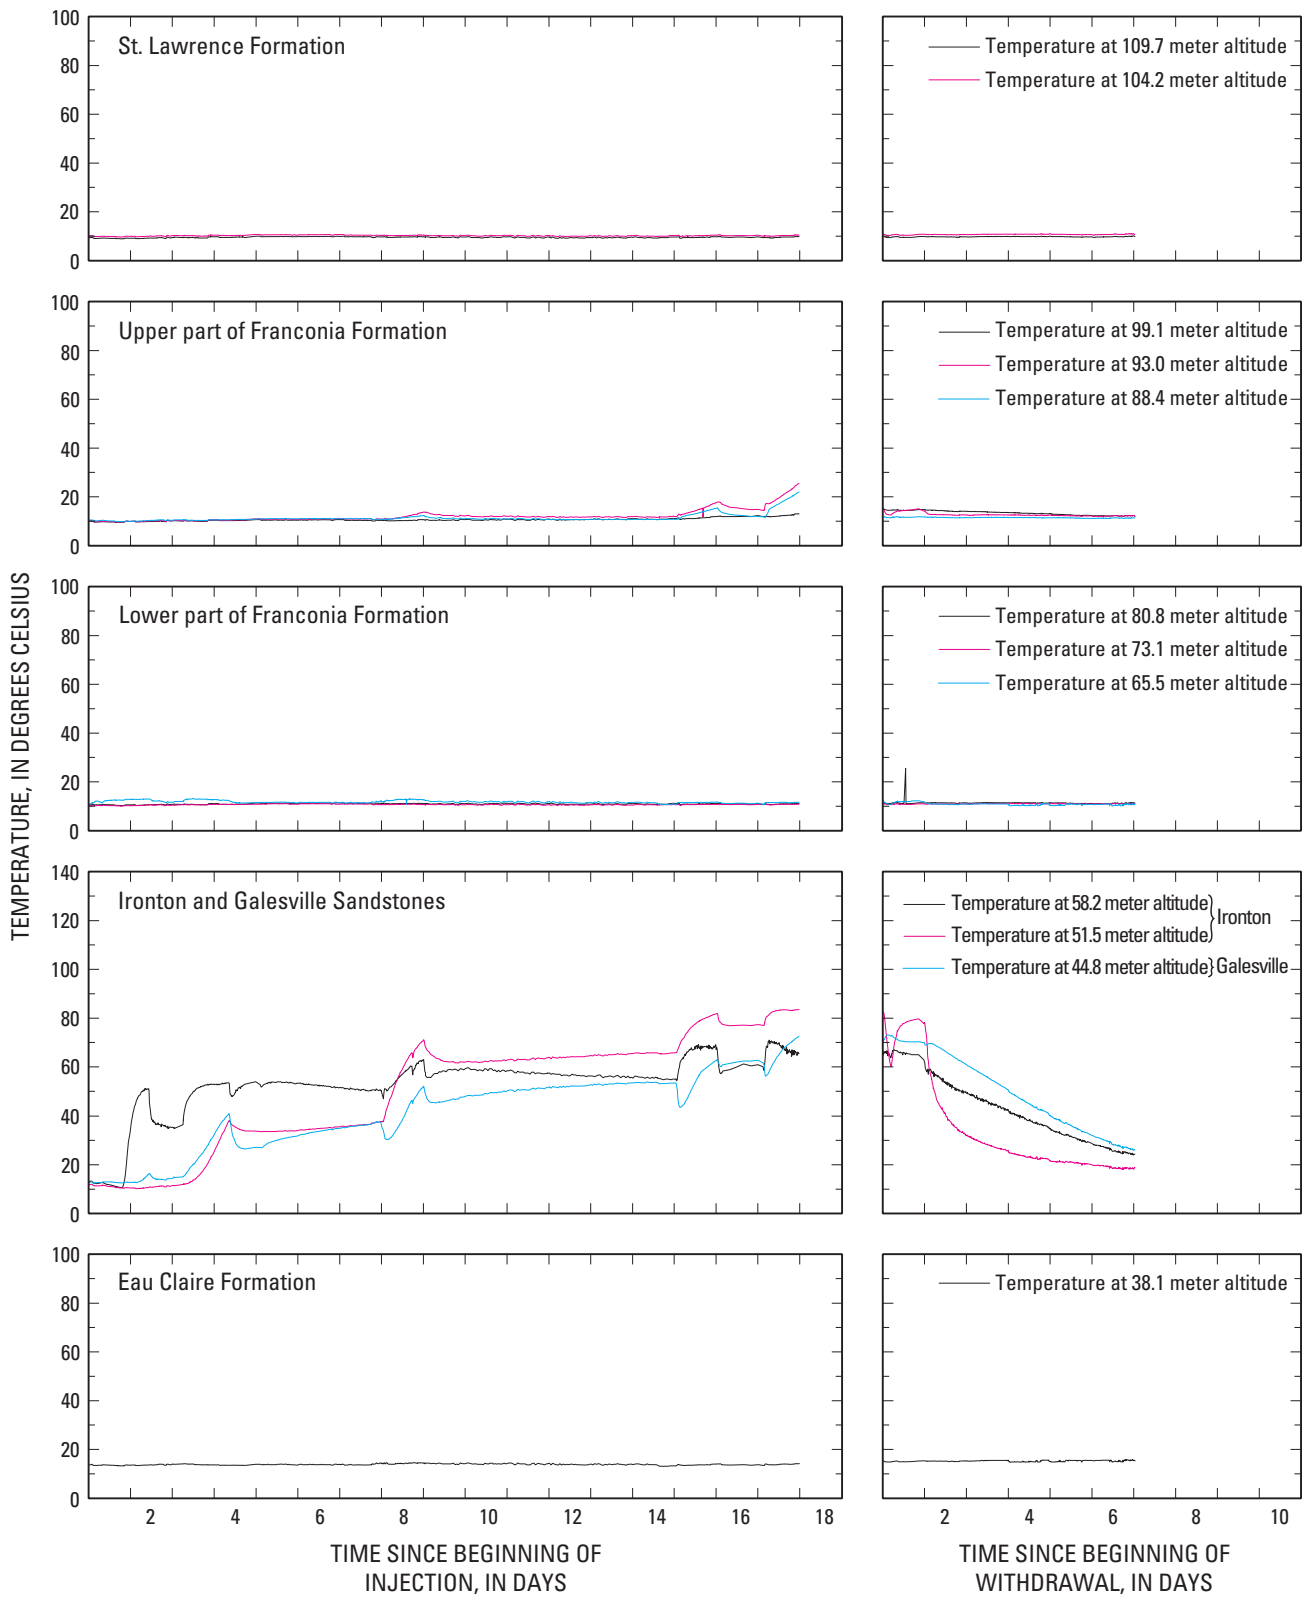 TEMPERATURE, IN DEGREES CELSIUS
100
80
60
40
20
0
St. Lawrence Formation
Temperature at 109.7 meter altitude
Temperature at 104.2 meter altitude
100
80
60
40
20
0
Upper part of Franconia Formation
Temperature at 99.1 meter altitude
Temperature at 93.0 meter altitude
Temperature at 88.4 meter altitude
100
80
60
40
20
0
Lower part of Franconia Formation
Temperature at 80.8 meter altitude
Temperature at 73.1 meter altitude
Temperature at 65.5 meter altitude
140
120
100
80
60
40
20
0
Ironton and Galesville Sandstones
Temperature at 58.2 meter altitude
Temperature at 51.5 meter altitude
} Ironton
Temperature at 44.8 meter altitude} Galesville
100
80
60
40
20
0
Eau Claire Formation
Temperature at 38.1 meter altitude
2 4 6 8 10 12 14 16 18
2 4 6 8 10
TIME SINCE BEGINNING OF
INJECTION, IN DAYS
TIME SINCE BEGINNING OF
WITHDRAWAL, IN DAYS